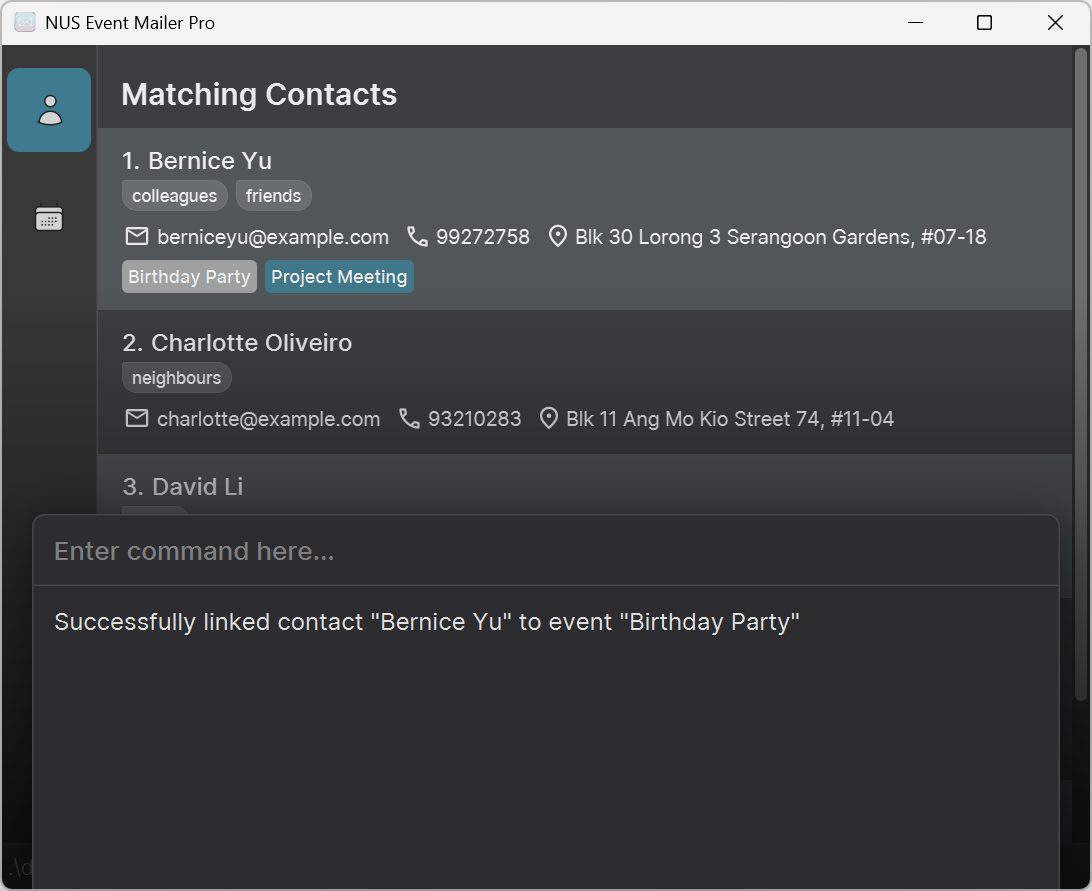 NUS Event Mailer Pro
Matching Contacts
1. Bernice Yu
colleagues friends
berniceyu@example.com 99272758 Blk 30 Lorong 3 Serangoon Gardens, #07-18
Birthday Party Project Meeting
2. Charlotte Oliveiro
neighbours
charlotte@example.com 93210283 Blk 11 Ang Mo Kio Street 74, #11-04
3. David Li
Enter command here...
Successfully linked contact "Bernice Yu" to event "Birthday Party"